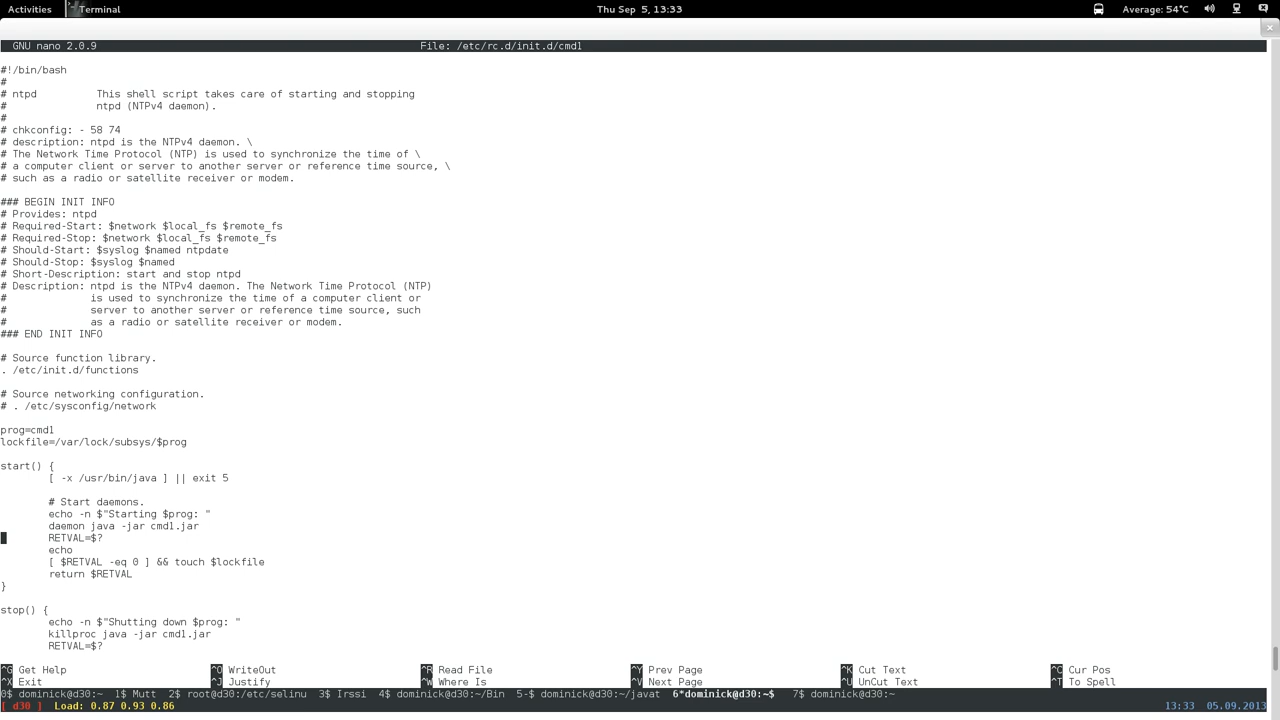 Activities Terminal Thu Sep 5, 13:33 Average: 54°C
GNU nano 2.0.9 File: /etc/rc.d/init.d/cmd1
#!/bin/bash
#
# ntpd This shell script takes care of starting and stopping
# ntpd (NTPv4 daemon).
#
# chkconfig: - 58 74
# description: ntpd is the NTPv4 daemon. \
# The Network Time Protocol (NTP) is used to synchronize the time of \
# a computer client or server to another server or reference time source, \
# such as a radio or satellite receiver or modem.
### BEGIN INIT INFO
# Provides: ntpd
# Required-Start: $network $local_fs $remote_fs
# Required-Stop: $network $local_fs $remote_fs
# Should-Start: $syslog $named ntpdate
# Should-Stop: $syslog $named
# Short-Description: start and stop ntpd
# Description: ntpd is the NTPv4 daemon. The Network Time Protocol (NTP)
# is used to synchronize the time of a computer client or
# server to another server or reference time source, such
# as a radio or satellite receiver or modem.
### END INIT INFO
# Source function library.
. /etc/init.d/functions
# Source networking configuration.
# . /etc/sysconfig/network
prog=cmd1
lockfile=/var/lock/subsys/$prog
start() {
[ -x /usr/bin/java ] || exit 5
# Start daemons.
echo -n $"Starting $prog: "
daemon java -jar cmd1.jar
RETVAL=$?
echo
[ $RETVAL -eq 0 ] && touch $lockfile
return $RETVAL
}
stop() {
echo -n $"Shutting down $prog: "
killproc java -jar cmd1.jar
RETVAL=$?
^G Get Help ^O WriteOut ^R Read File ^Y Prev Page ^K Cut Text ^C Cur Pos
^X Exit ^J Justify ^W Where Is ^V Next Page ^U UnCut Text ^T To Spell
0$ dominick@d30:~ 1$ Mutt 2$ root@d30:/etc/selinu 3$ Irssi 4$ dominick@d30:~/Bin 5-$ dominick@d30:~/javat 6*dominick@d30:~$ 7$ dominick@d30:~
[ d30 ] Load: 0.87 0.93 0.86 13:33 05.09.2013